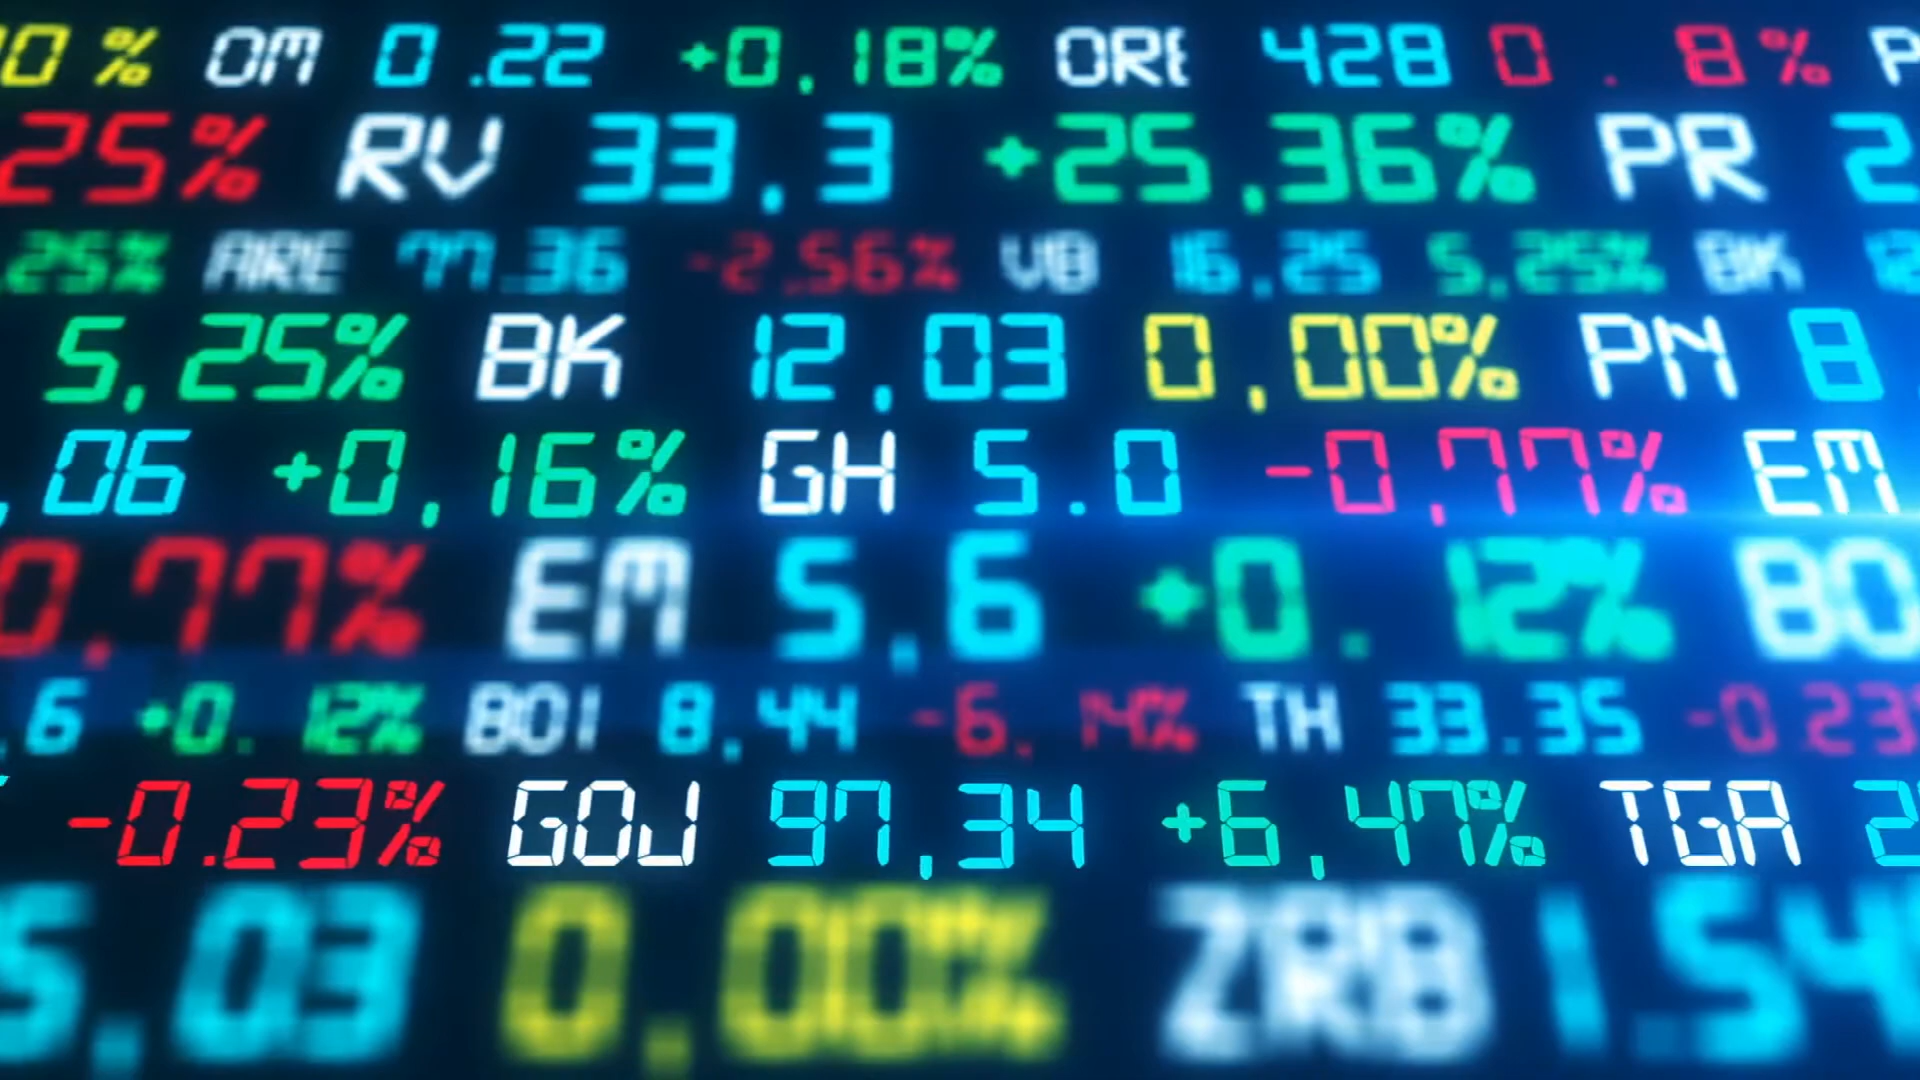 0% OM 0.22 +0,18% ORE 428 0.8% P
25% RV 33,3 +25,36% PR 2
.25% ARE 77.36 -2.56% VB 16,25 5,25% BK 12
5,25% BK 12,03 0,00% PN 8
,06 +0,16% GH 5.0 -0,77% EM
0,77% EM 5,6 +0.12% BO
,6 +0.12% BOI 8,44 -6.14% TH 33.35 -0.23
-0.23% GOJ 97,34 +6,47% TGA 2
5,03 0,00% ZRB 1.54